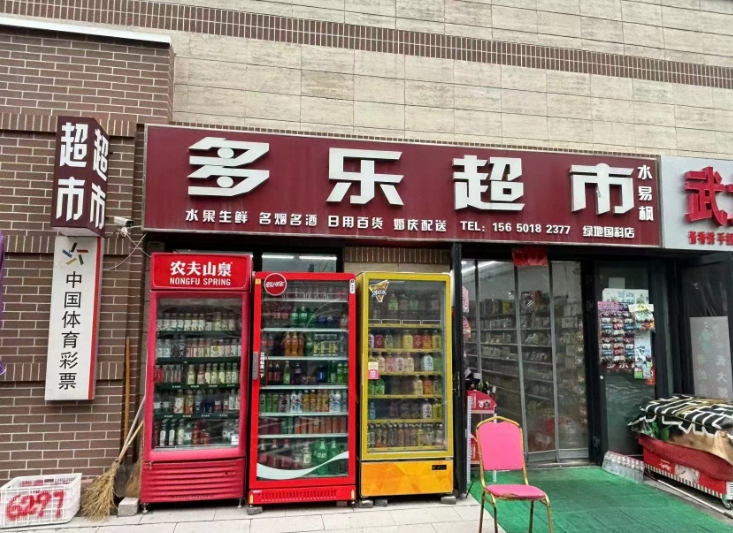 多乐超市
水易枫
水果生鲜 名烟名酒 日用百货 婚庆配送 TEL: 156 5018 2377 绿地国科店
超市
超市
中国体育彩票
农夫山泉
NONGFU SPRING
武
6297